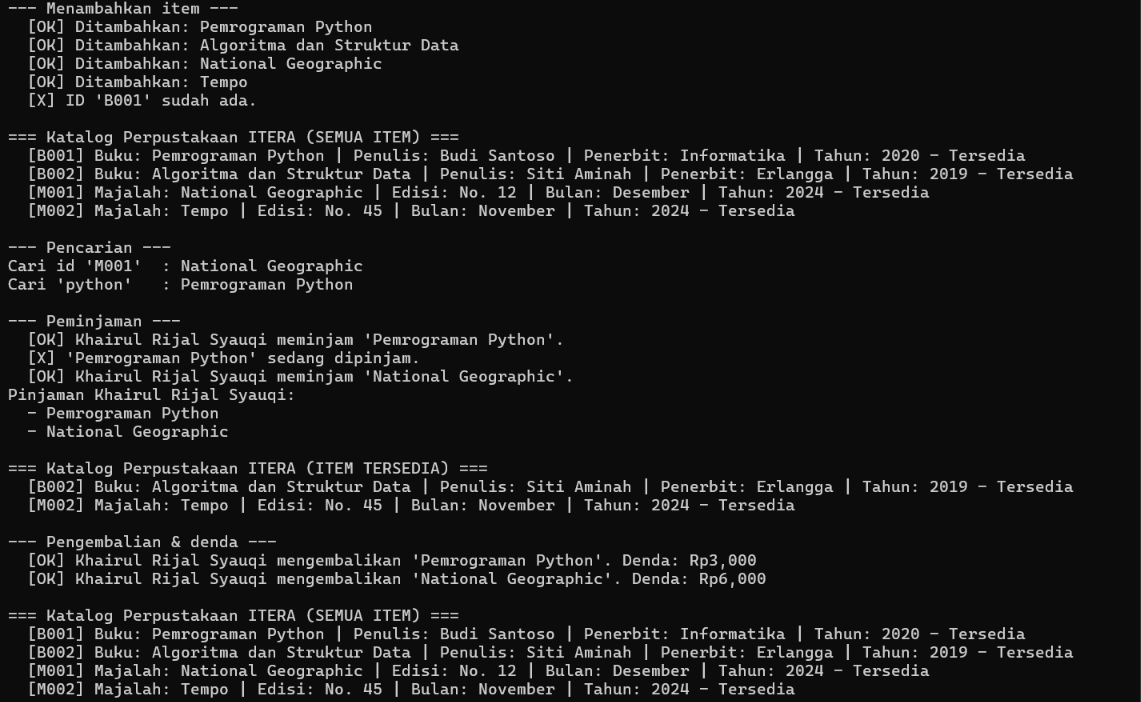 --- Menambahkan item ---
  [OK] Ditambahkan: Pemrograman Python
  [OK] Ditambahkan: Algoritma dan Struktur Data
  [OK] Ditambahkan: National Geographic
  [OK] Ditambahkan: Tempo
  [X] ID 'B001' sudah ada.

=== Katalog Perpustakaan ITERA (SEMUA ITEM) ===
  [B001] Buku: Pemrograman Python | Penulis: Budi Santoso | Penerbit: Informatika | Tahun: 2020 - Tersedia
  [B002] Buku: Algoritma dan Struktur Data | Penulis: Siti Aminah | Penerbit: Erlangga | Tahun: 2019 - Tersedia
  [M001] Majalah: National Geographic | Edisi: No. 12 | Bulan: Desember | Tahun: 2024 - Tersedia
  [M002] Majalah: Tempo | Edisi: No. 45 | Bulan: November | Tahun: 2024 - Tersedia

--- Pencarian ---
Cari id 'M001'  : National Geographic
Cari 'python'   : Pemrograman Python

--- Peminjaman ---
  [OK] Khairul Rijal Syauqi meminjam 'Pemrograman Python'.
  [X] 'Pemrograman Python' sedang dipinjam.
  [OK] Khairul Rijal Syauqi meminjam 'National Geographic'.
Pinjaman Khairul Rijal Syauqi:
  - Pemrograman Python
  - National Geographic

=== Katalog Perpustakaan ITERA (ITEM TERSEDIA) ===
  [B002] Buku: Algoritma dan Struktur Data | Penulis: Siti Aminah | Penerbit: Erlangga | Tahun: 2019 - Tersedia
  [M002] Majalah: Tempo | Edisi: No. 45 | Bulan: November | Tahun: 2024 - Tersedia

--- Pengembalian & denda ---
  [OK] Khairul Rijal Syauqi mengembalikan 'Pemrograman Python'. Denda: Rp3,000
  [OK] Khairul Rijal Syauqi mengembalikan 'National Geographic'. Denda: Rp6,000

=== Katalog Perpustakaan ITERA (SEMUA ITEM) ===
  [B001] Buku: Pemrograman Python | Penulis: Budi Santoso | Penerbit: Informatika | Tahun: 2020 - Tersedia
  [B002] Buku: Algoritma dan Struktur Data | Penulis: Siti Aminah | Penerbit: Erlangga | Tahun: 2019 - Tersedia
  [M001] Majalah: National Geographic | Edisi: No. 12 | Bulan: Desember | Tahun: 2024 - Tersedia
  [M002] Majalah: Tempo | Edisi: No. 45 | Bulan: November | Tahun: 2024 - Tersedia